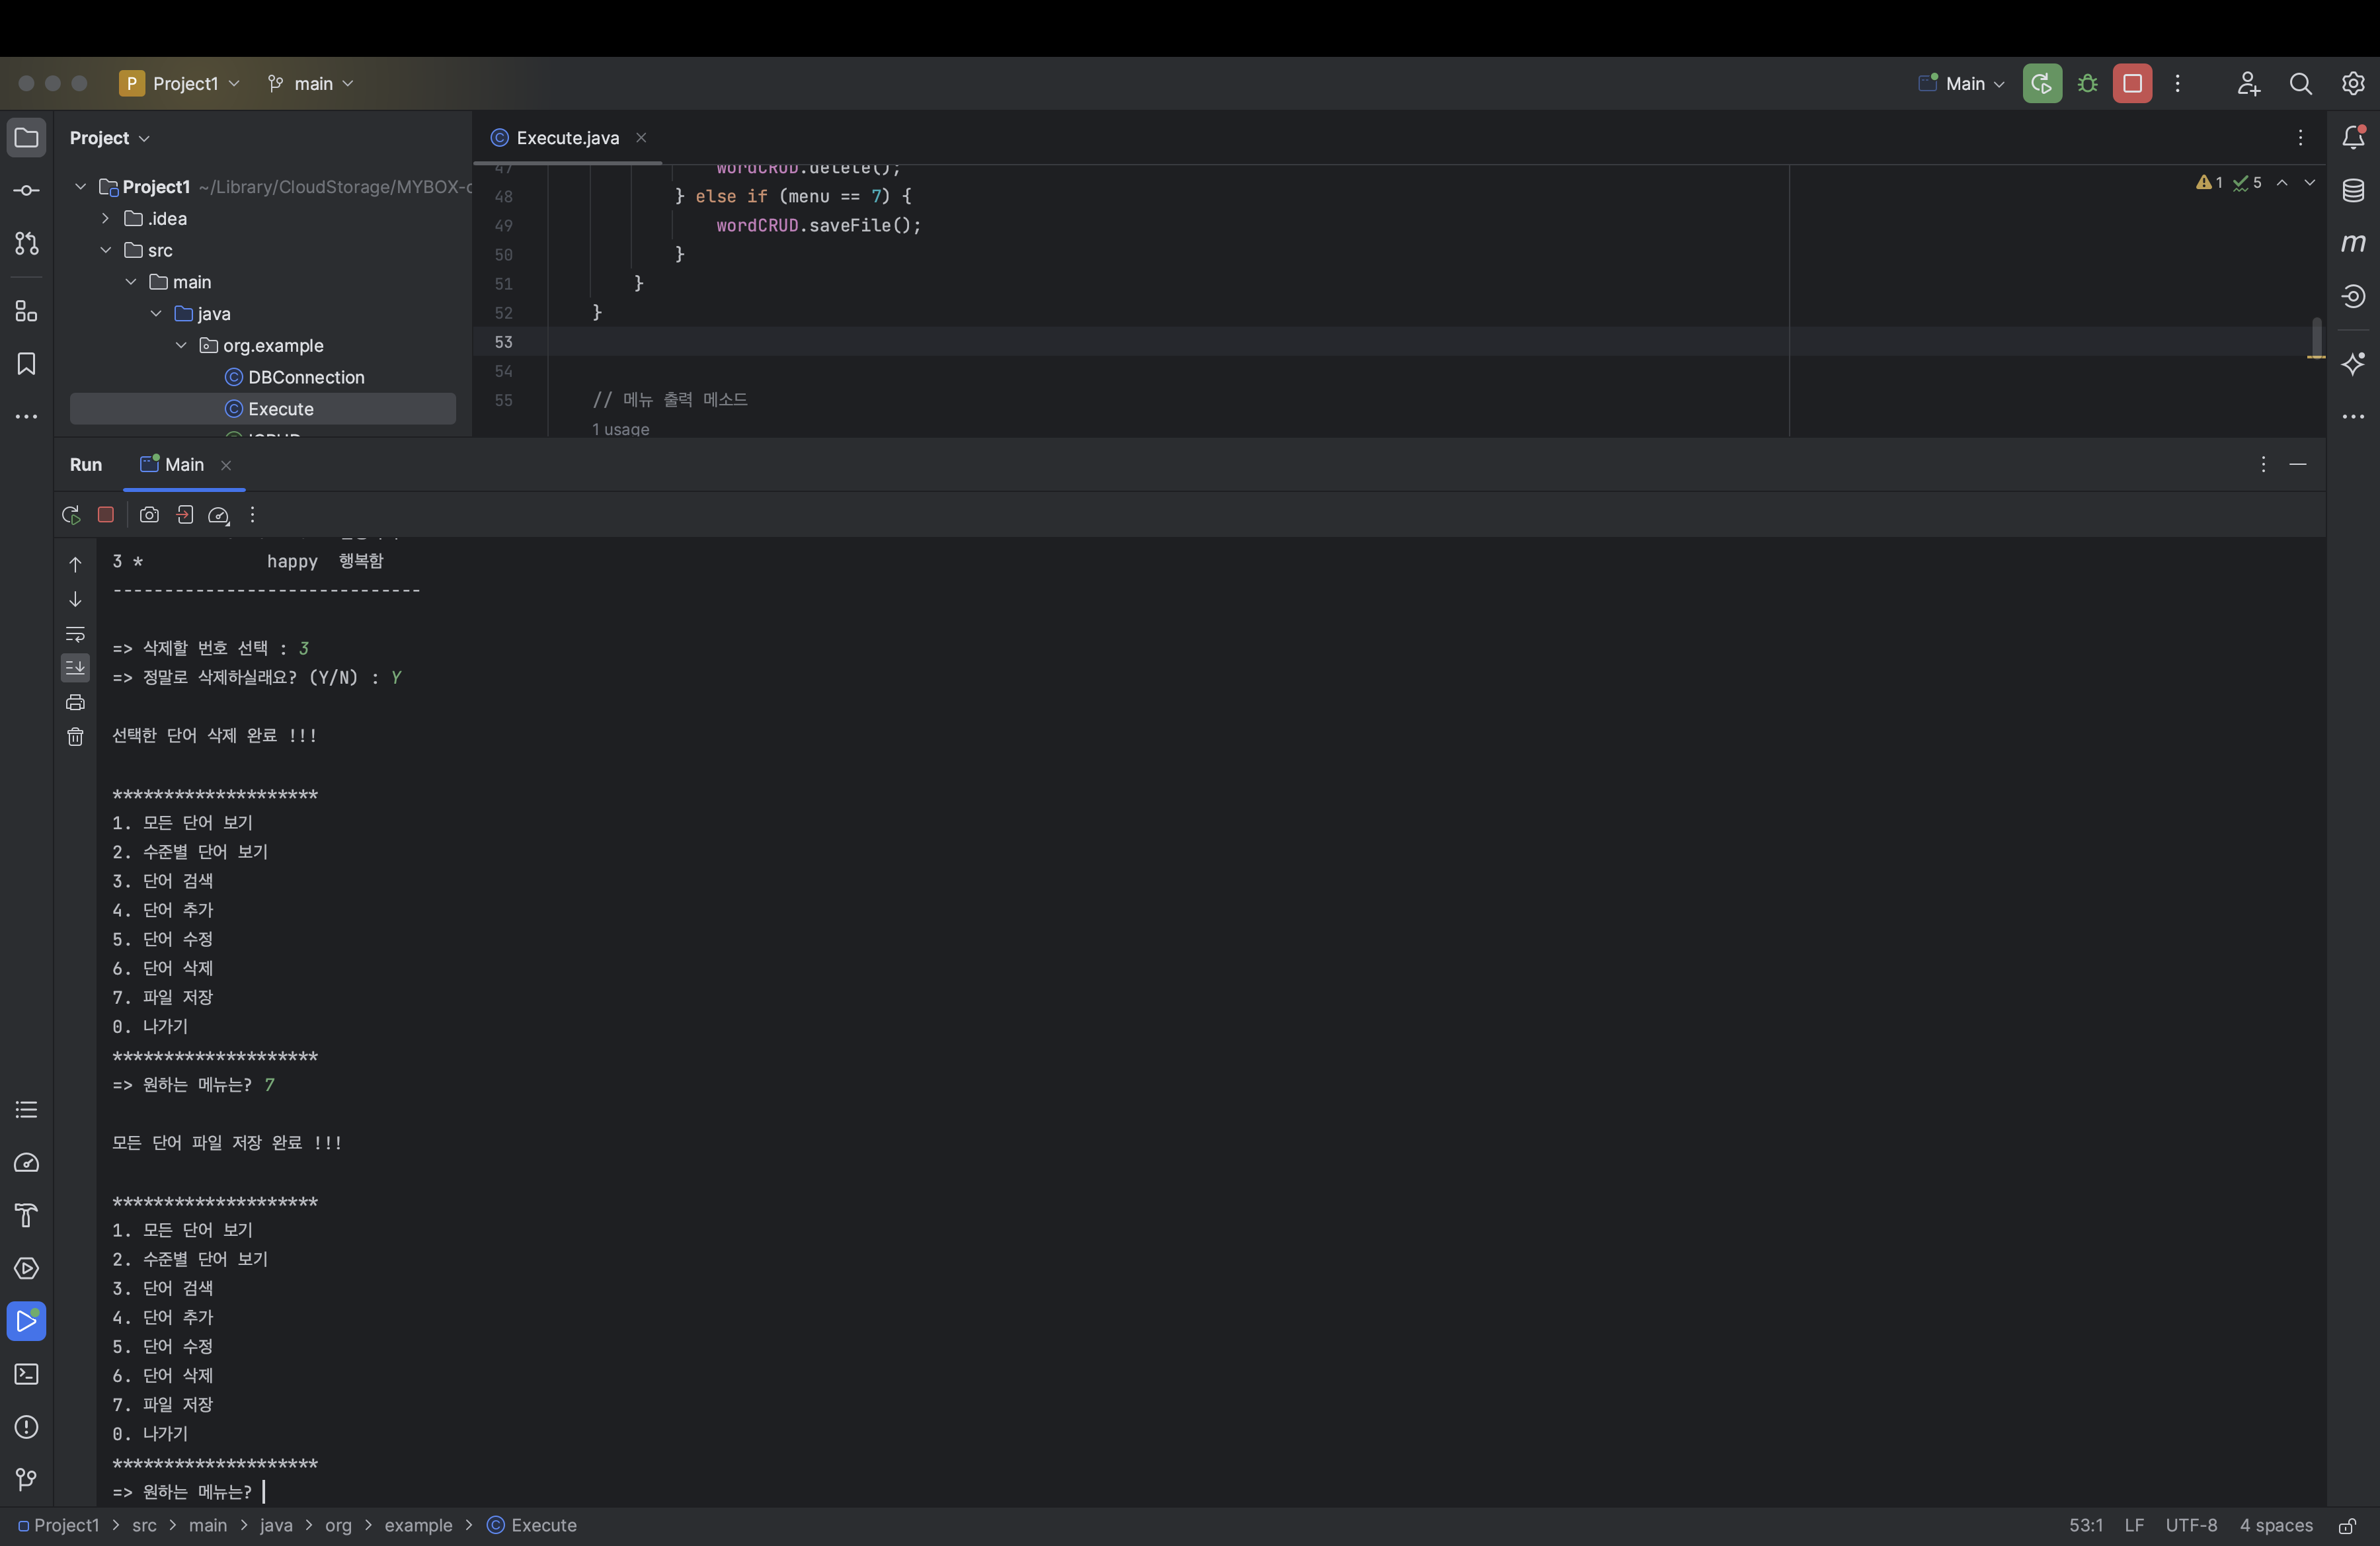 P Project1 main
Main
Project
Execute.java
Project1 ~/Library/CloudStorage/MYBOX-
.idea
src
main
java
org.example
DBConnection
Execute
47 wordCRUD.delete();
48 } else if (menu == 7) {
49 wordCRUD.saveFile();
50 }
51 }
52 }
53
54
55 // 메뉴 출력 메소드
1 usage
1 5
Run Main
3 * happy 행복함
------------------------------
=> 삭제할 번호 선택 : 3
=> 정말로 삭제하실래요? (Y/N) : Y
선택한 단어 삭제 완료 !!!
********************
1. 모든 단어 보기
2. 수준별 단어 보기
3. 단어 검색
4. 단어 추가
5. 단어 수정
6. 단어 삭제
7. 파일 저장
0. 나가기
********************
=> 원하는 메뉴는? 7
모든 단어 파일 저장 완료 !!!
********************
1. 모든 단어 보기
2. 수준별 단어 보기
3. 단어 검색
4. 단어 추가
5. 단어 수정
6. 단어 삭제
7. 파일 저장
0. 나가기
********************
=> 원하는 메뉴는?
Project1 > src > main > java > org > example > Execute
53:1 LF UTF-8 4 spaces